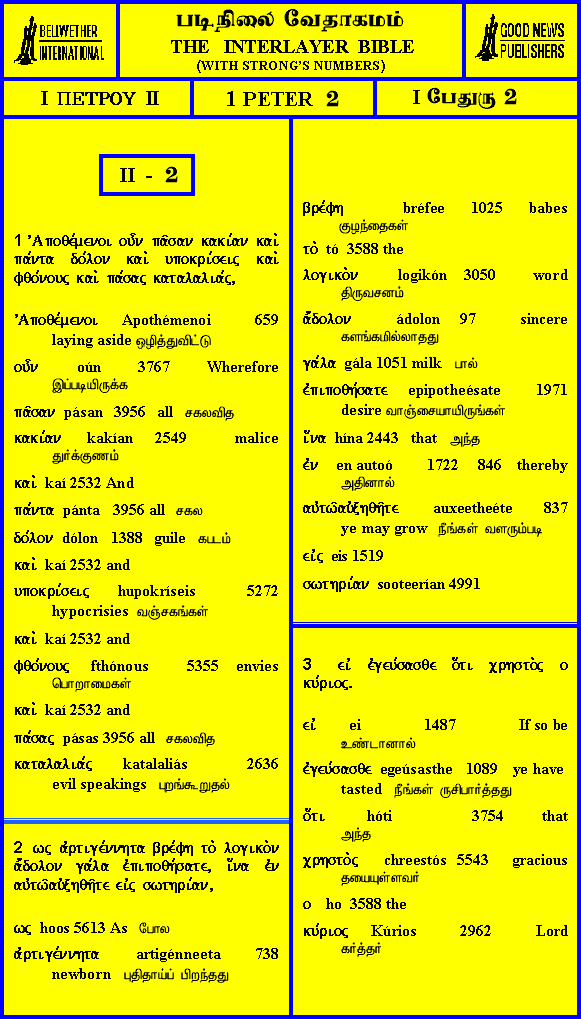 BELLWETHER
INTERNATIONAL
படிநிலை வேதாகமம்
THE INTERLAYER BIBLE
(WITH STRONG'S NUMBERS)
GOOD NEWS
PUBLISHERS
I ΠΕΤΡΟΥ II
1 PETER 2
I பேதுரு 2
II - 2
1 Ἀποθέμενοι οὖν πᾶσαν κακίαν καὶ
πάντα δόλον καὶ υποκρίσεις καὶ
φθόνους καὶ πάσας καταλαλιάς,
Ἀποθέμενοι Apothémenoi 659
laying aside ஒழித்துவிட்டு
οὖν oún 3767 Wherefore
இப்படியிருக்க
πᾶσαν pásan 3956 all சகலவித
κακίαν kakían 2549 malice
துர்க்குணம்
καὶ kaí 2532 And
πάντα pánta 3956 all சகல
δόλον dólon 1388 guile கபடம்
καὶ kaí 2532 and
υποκρίσεις hupokríseis 5272
hypocrisies வஞ்சகங்கள்
καὶ kaí 2532 and
φθόνους fthónous 5355 envies
பொறாமைகள்
καὶ kaí 2532 and
πάσας pásas 3956 all சகலவித
καταλαλιάς katalaliás 2636
evil speakings புறங்கூறுதல்
2 ως ἀρτιγέννητα βρέφη τὸ λογικὸν
ἄδολον γάλα ἐπιποθήσατε, ἵνα ἐν
αὐτῶαὐξηθῆτε εἰς σωτηρίαν,
ως hoos 5613 As போல
ἀρτιγέννητα artigénneeta 738
newborn புதிதாய்ப் பிறந்தது
βρέφη bréfee 1025 babes
குழந்தைகள்
τὸ tó 3588 the
λογικὸν logikón 3050 word
திருவசனம்
ἄδολον ádolon 97 sincere
களங்கமில்லாதது
γάλα gála 1051 milk பால்
ἐπιποθήσατε epipotheésate 1971
desire வாஞ்சையாயிருங்கள்
ἵνα hína 2443 that அந்த
ἐν en autoó 1722 846 thereby
அதினால்
αὐτῶαὐξηθῆτε auxeetheéte 837
ye may grow நீங்கள் வளரும்படி
εἰς eis 1519
σωτηρίαν sooteerían 4991
3 εἰ ἐγεύσασθε ὅτι χρηστὸς ο
κύριος.
εἰ ei 1487 If so be
உண்டானால்
ἐγεύσασθε egeúsasthe 1089 ye have
tasted நீங்கள் ருசிபார்த்தது
ὅτι hóti 3754 that
அந்த
χρηστὸς chreestós 5543 gracious
தயையுள்ளவர்
ο ho 3588 the
κύριος Kúrios 2962 Lord
கர்த்தர்